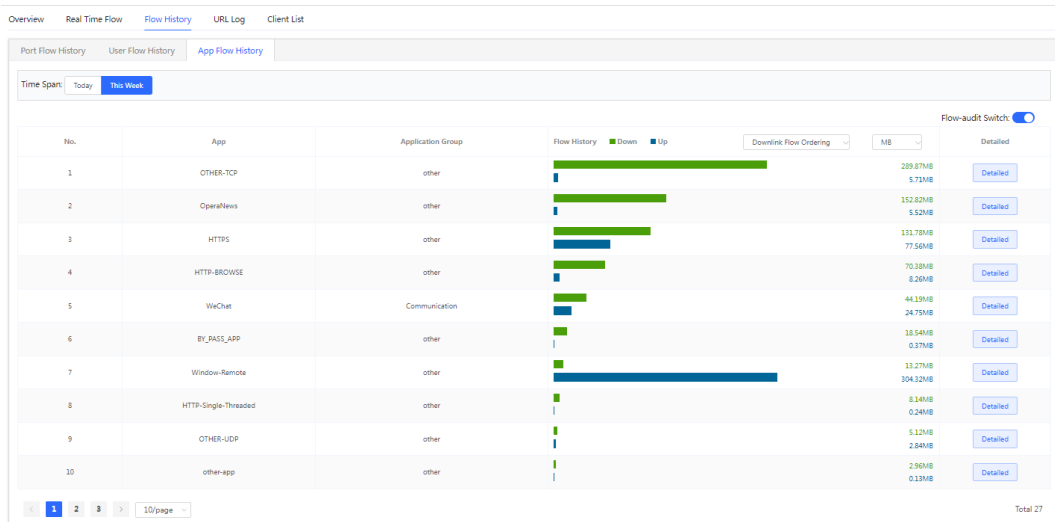 Overview Real Time Flow Flow History URL Log Client List
Port Flow History User Flow History App Flow History
Time Span: Today This Week
Flow-audit Switch:
No. App Application Group Flow History Down Up Downlink Flow Ordering MB Detailed
1 OTHER-TCP other 289.87MB Detailed
5.71MB
2 OperaNews other 152.82MB Detailed
5.52MB
3 HTTPS other 131.78MB Detailed
77.56MB
4 HTTP-BROWSE other 70.38MB Detailed
8.26MB
5 WeChat Communication 44.19MB Detailed
24.75MB
6 BY_PASS_APP other 18.54MB Detailed
0.37MB
7 Window-Remote other 13.27MB Detailed
304.32MB
8 HTTP-Single-Threaded other 8.14MB Detailed
0.24MB
9 OTHER-UDP other 5.12MB Detailed
2.84MB
10 other-app other 2.96MB Detailed
0.13MB
< 1 2 3 > 10/page Total 27